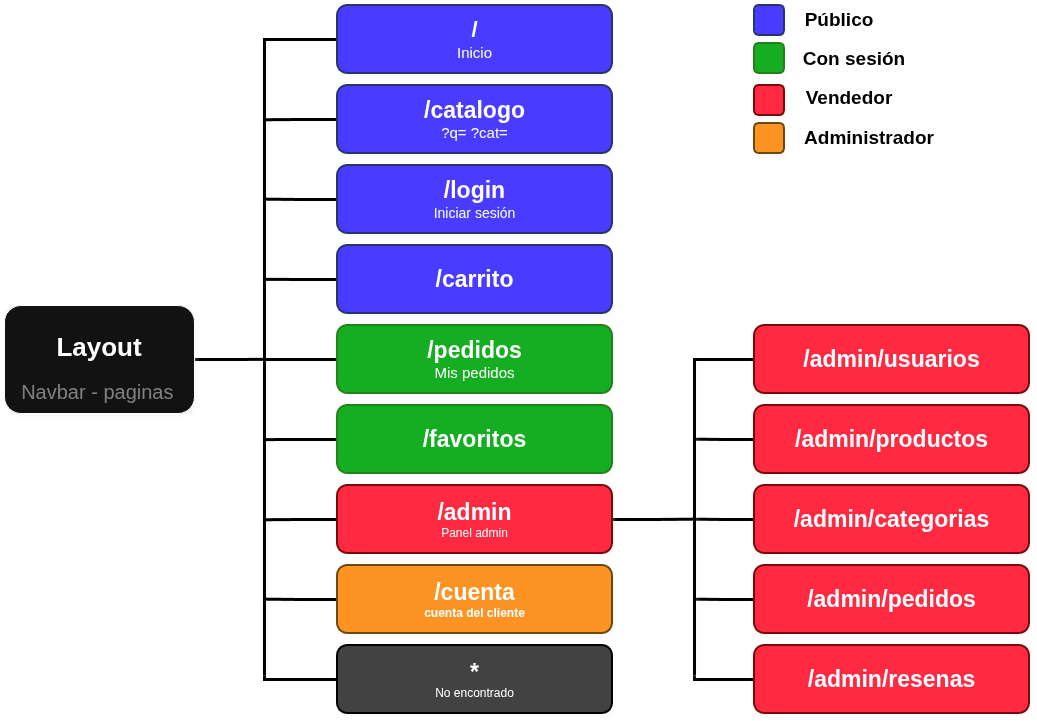 /
Inicio
/catalogo
?q= ?cat=
/login
Iniciar sesión
/carrito
Layout
Navbar - paginas
/pedidos
Mis pedidos
/favoritos
/admin
Panel admin
/cuenta
cuenta del cliente
*
No encontrado
Público
Con sesión
Vendedor
Administrador
/admin/usuarios
/admin/productos
/admin/categorias
/admin/pedidos
/admin/resenas